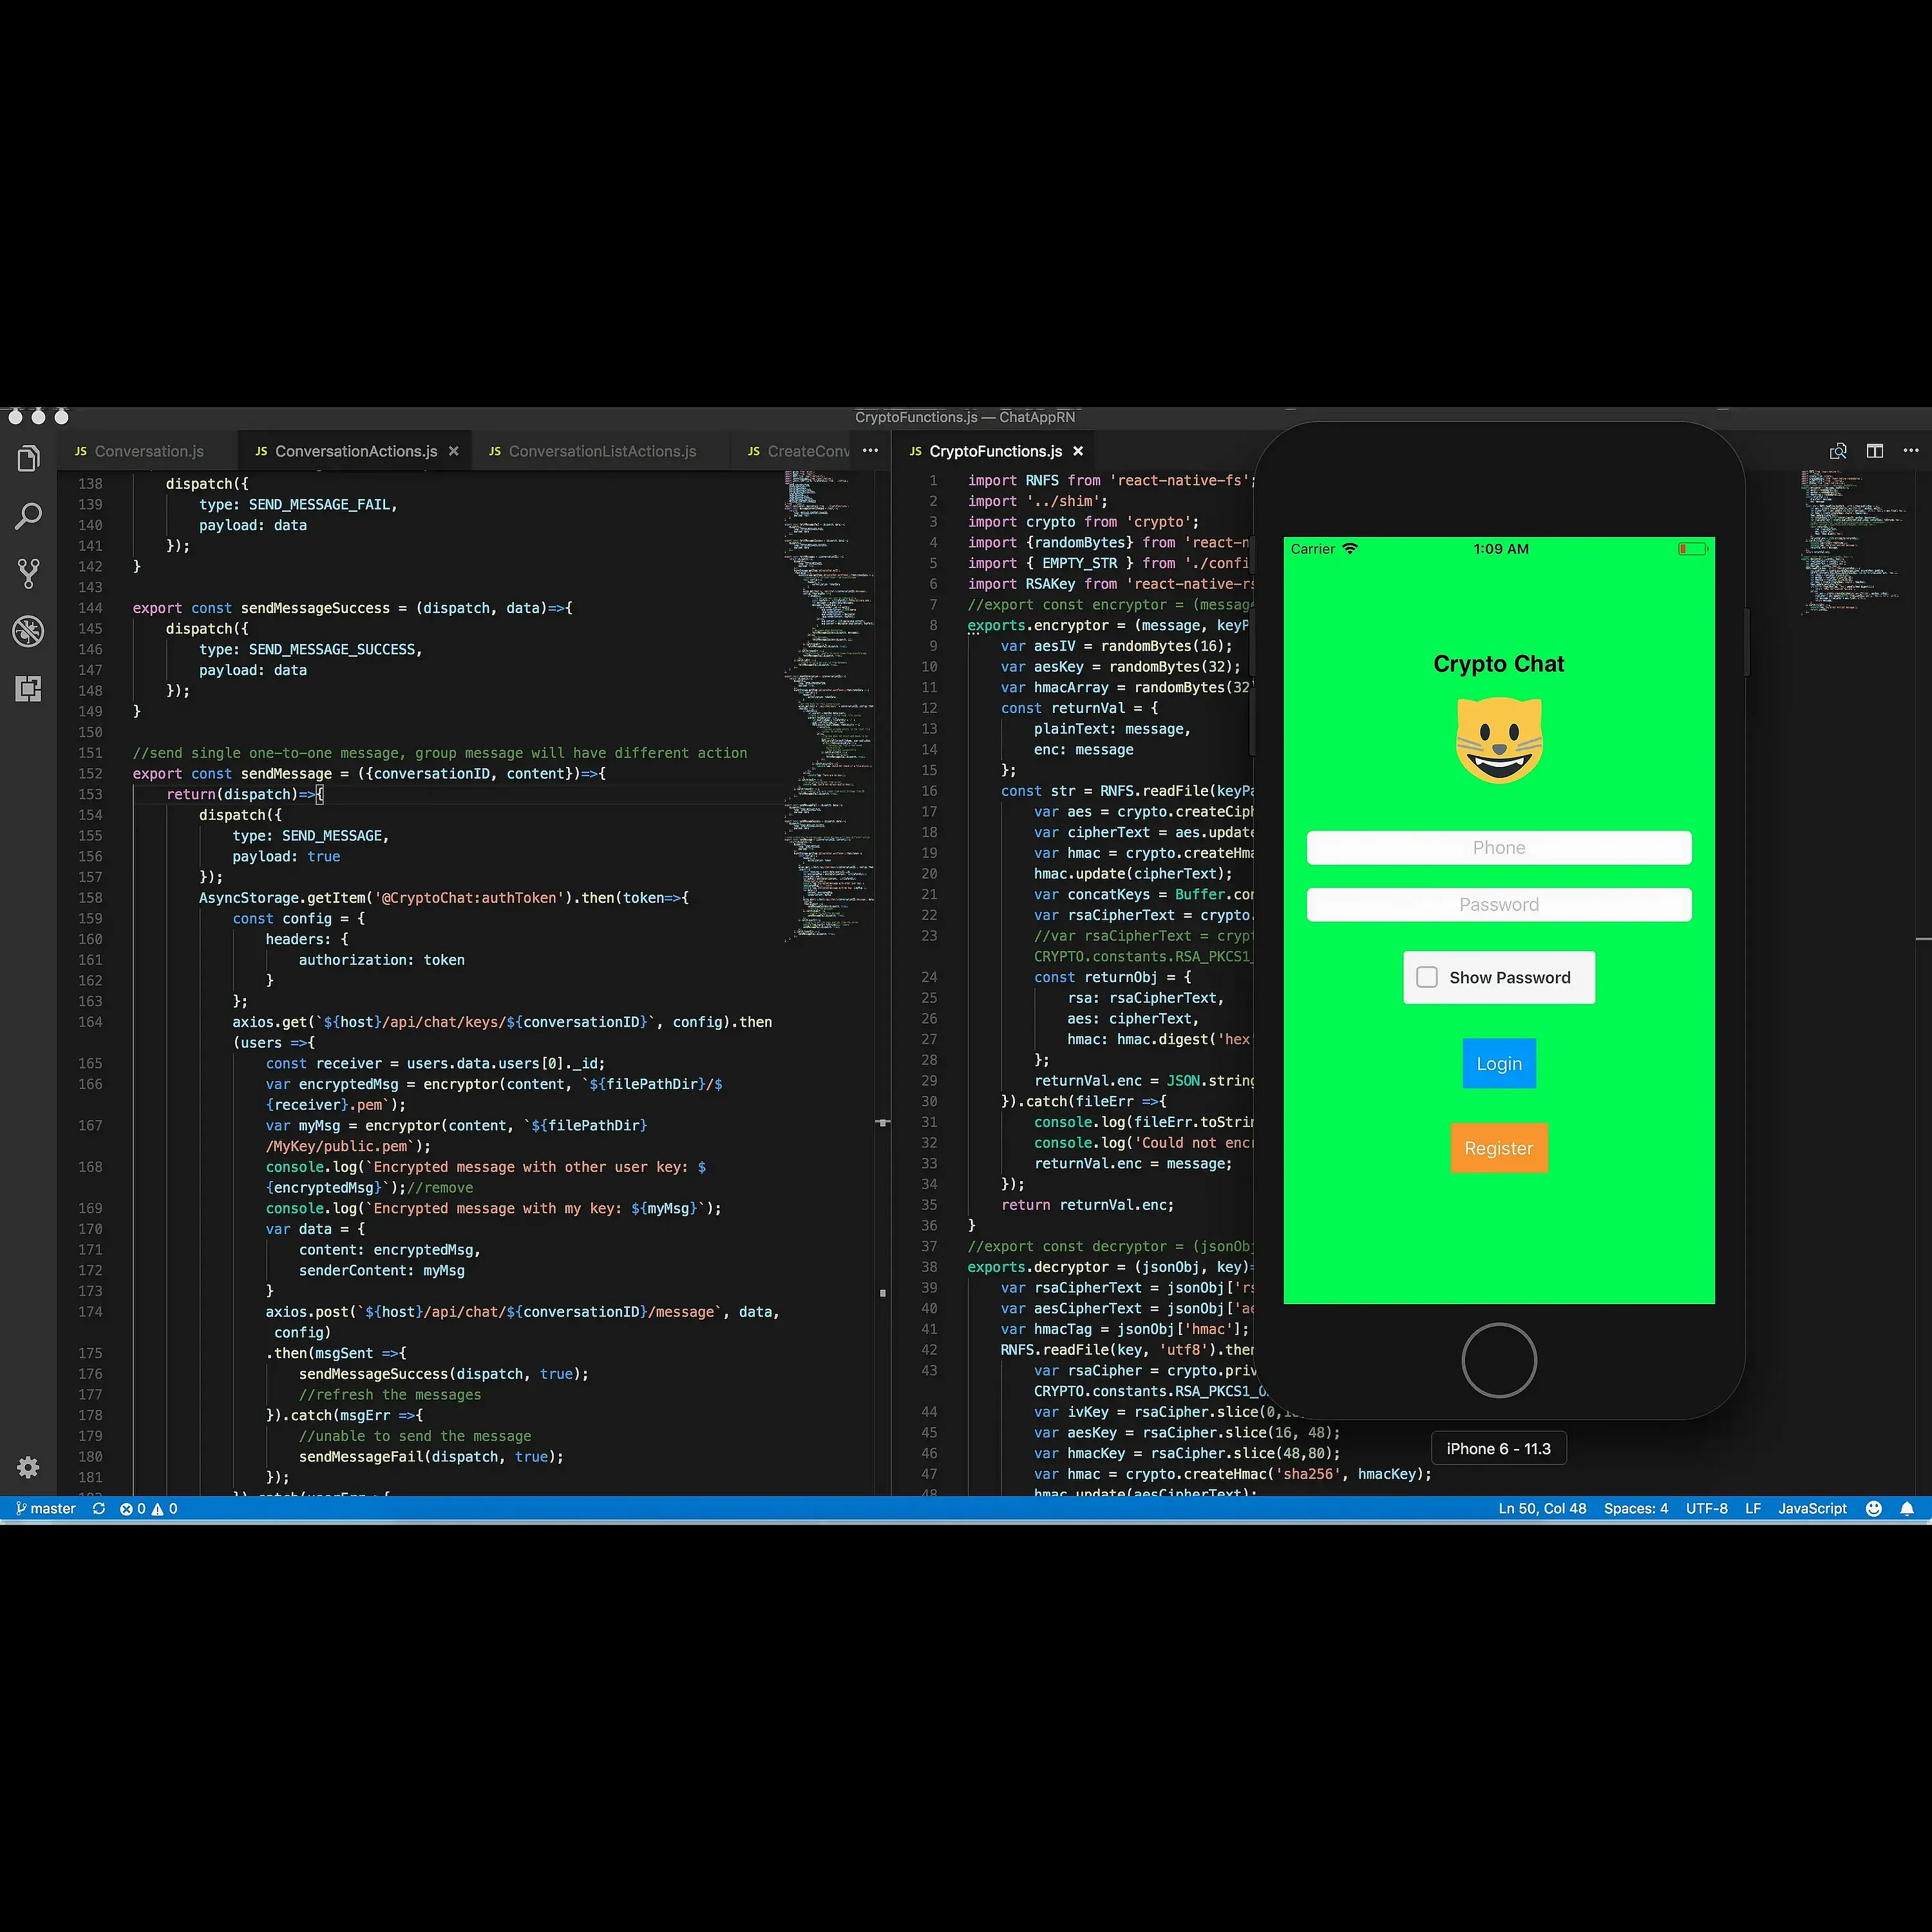 CryptoFunctions.js — ChatAppRN
JS Conversation.js
JS ConversationActions.js
JS ConversationListActions.js
JS CreateConv
138 dispatch({
139 type: SEND_MESSAGE_FAIL,
140 payload: data
141 });
142 }
143
144 export const sendMessageSuccess = (dispatch, data)=>{
145 dispatch({
146 type: SEND_MESSAGE_SUCCESS,
147 payload: data
148 });
149 }
150
151 //send single one-to-one message, group message will have different action
152 export const sendMessage = ({conversationID, content})=>{
153 return(dispatch)=>{
154 dispatch({
155 type: SEND_MESSAGE,
156 payload: true
157 });
158 AsyncStorage.getItem('@CryptoChat:authToken').then(token=>{
159 const config = {
160 headers: {
161 authorization: token
162 }
163 };
164 axios.get(`${host}/api/chat/keys/${conversationID}`, config).then
(users =>{
165 const receiver = users.data.users[0]._id;
166 var encryptedMsg = encryptor(content, `${filePathDir}/$
{receiver}.pem`);
167 var myMsg = encryptor(content, `${filePathDir}
/MyKey/public.pem`);
168 console.log(`Encrypted message with other user key: $
{encryptedMsg}`);//remove
169 console.log(`Encrypted message with my key: ${myMsg}`);
170 var data = {
171 content: encryptedMsg,
172 senderContent: myMsg
173 }
174 axios.post(`${host}/api/chat/${conversationID}/message`, data,
config)
175 .then(msgSent =>{
176 sendMessageSuccess(dispatch, true);
177 //refresh the messages
178 }).catch(msgErr =>{
179 //unable to send the message
180 sendMessageFail(dispatch, true);
181 });
JS CryptoFunctions.js
1 import RNFS from 'react-native-fs';
2 import '../shim';
3 import crypto from 'crypto';
4 import {randomBytes} from 'react-n
5 import { EMPTY_STR } from './confi
6 import RSAKey from 'react-native-rs
7 //export const encryptor = (message
8 exports.encryptor = (message, keyP
9 var aesIV = randomBytes(16);
10 var aesKey = randomBytes(32);
11 var hmacArray = randomBytes(32
12 const returnVal = {
13 plainText: message,
14 enc: message
15 };
16 const str = RNFS.readFile(keyPa
17 var aes = crypto.createCiph
18 var cipherText = aes.update
19 var hmac = crypto.createHma
20 hmac.update(cipherText);
21 var concatKeys = Buffer.con
22 var rsaCipherText = crypto.
23 //var rsaCipherText = crypt
CRYPTO.constants.RSA_PKCS1_
24 const returnObj = {
25 rsa: rsaCipherText,
26 aes: cipherText,
27 hmac: hmac.digest('hex
28 };
29 returnVal.enc = JSON.string
30 }).catch(fileErr =>{
31 console.log(fileErr.toStrin
32 console.log('Could not encr
33 returnVal.enc = message;
34 });
35 return returnVal.enc;
36 }
37 //export const decryptor = (jsonObj
38 exports.decryptor = (jsonObj, key)=
39 var rsaCipherText = jsonObj['rs
40 var aesCipherText = jsonObj['ae
41 var hmacTag = jsonObj['hmac'];
42 RNFS.readFile(key, 'utf8').then
43 var rsaCipher = crypto.priv
CRYPTO.constants.RSA_PKCS1_O
44 var ivKey = rsaCipher.slice(0,1
45 var aesKey = rsaCipher.slice(16, 48);
46 var hmacKey = rsaCipher.slice(48,80);
47 var hmac = crypto.createHmac('sha256', hmacKey);
48 hmac.update(aesCipherText);
Carrier 1:09 AM
Crypto Chat
Phone
Password
Show Password
Login
Register
iPhone 6 - 11.3
master 0 0
Ln 50, Col 48 Spaces: 4 UTF-8 LF JavaScript